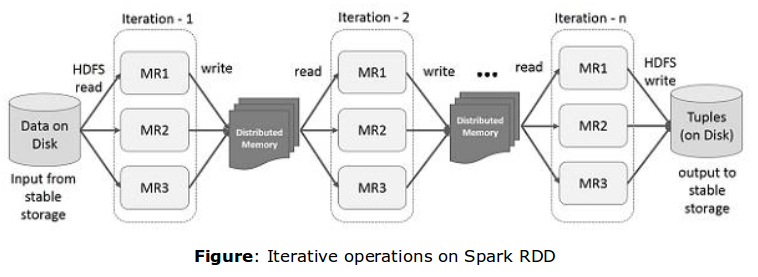 Iteration - 1
Iteration - 2
Iteration - n
HDFS
read
MR1
write
read
MR1
write
...
read
MR1
HDFS
write
Data on
Disk
MR2
Distributed
Memory
MR2
Distributed
Memory
MR2
Tuples
(on Disk)
Input from
stable
storage
MR3
MR3
MR3
output to
stable
storage
Figure: Iterative operations on Spark RDD